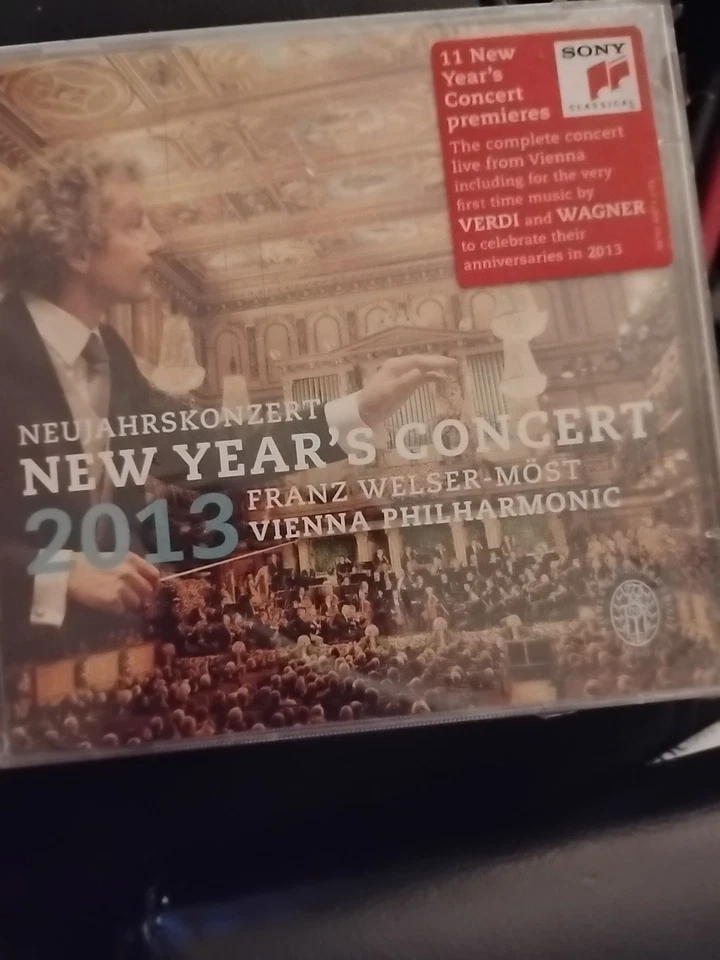 11 New
Year's
Concert
premieres
SONY
CLASSICAL
The complete concert
live from Vienna
including for the very
first time music by
VERDI and WAGNER
to celebrate their
anniversaries in 2013
NEUJAHRSKONZERT
NEW YEAR'S CONCERT
2013
FRANZ WELSER-MÖST
VIENNA PHILHARMONIC